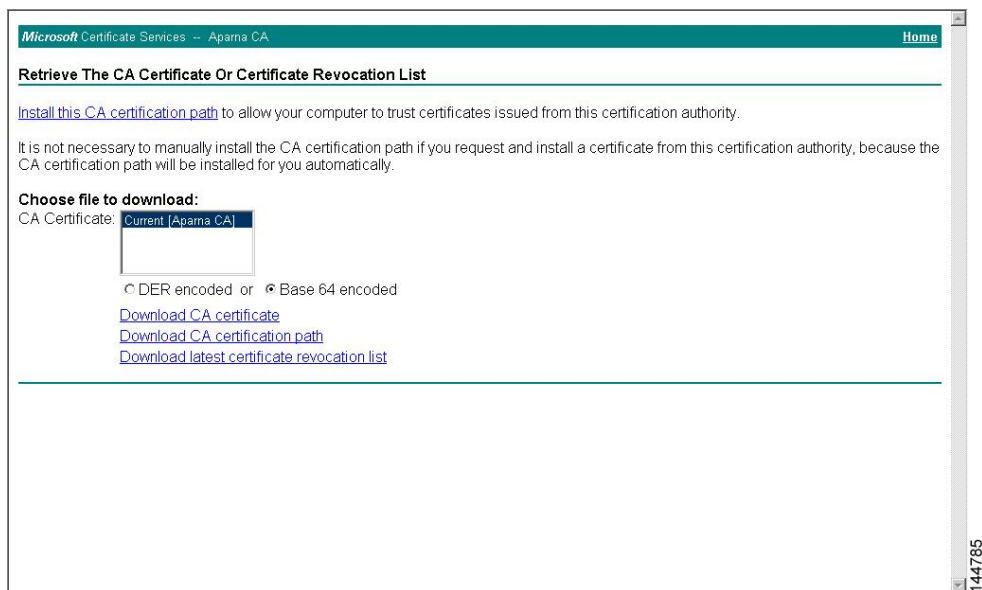 Microsoft Certificate Services -- Aparna CA Home
Retrieve The CA Certificate Or Certificate Revocation List
Install this CA certification path to allow your computer to trust certificates issued from this certification authority.
It is not necessary to manually install the CA certification path if you request and install a certificate from this certification authority, because the
CA certification path will be installed for you automatically.
Choose file to download:
CA Certificate: Current [Aparna CA]
DER encoded or Base 64 encoded
Download CA certificate
Download CA certification path
Download latest certificate revocation list
144785